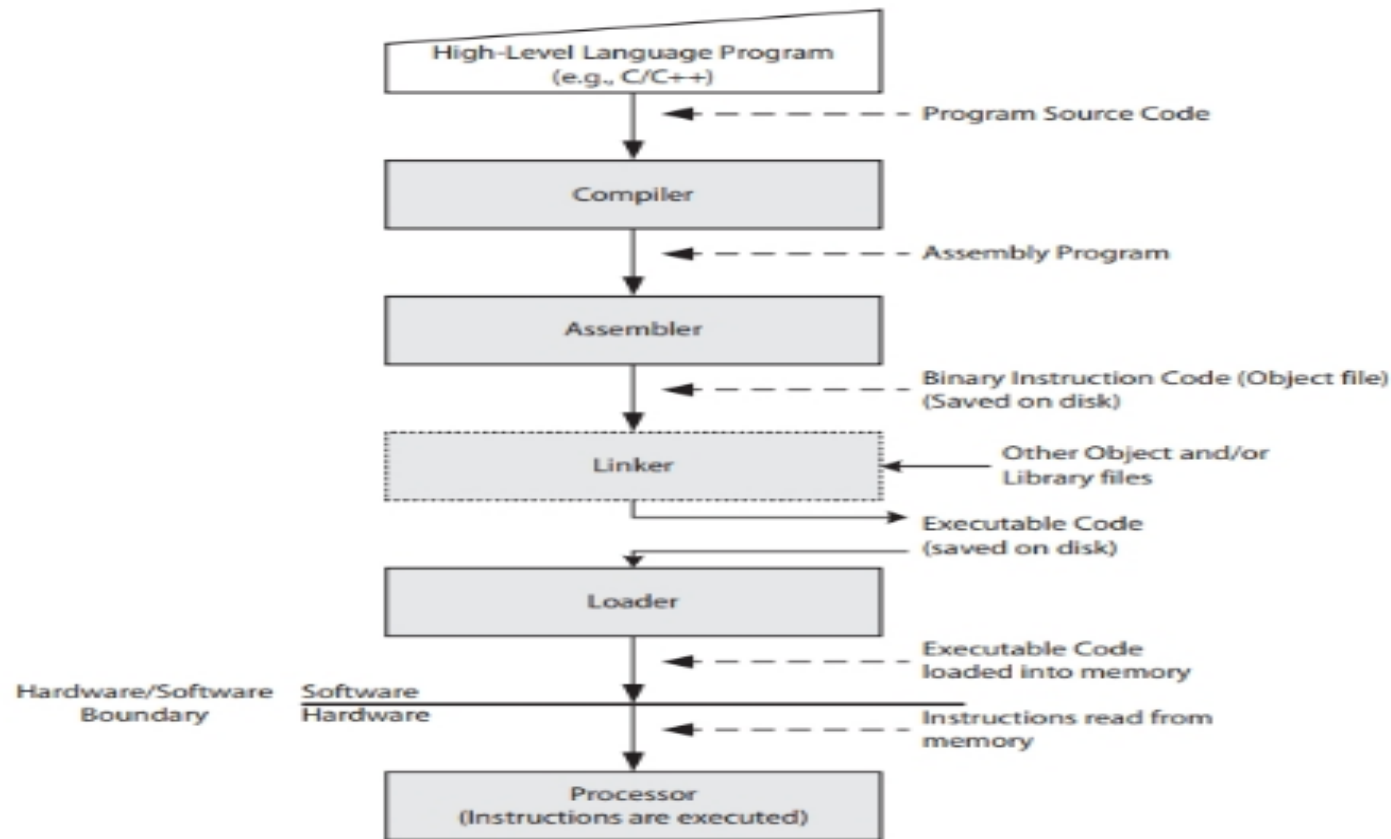 High-Level Language Program
(e.g., C/C++)
Program Source Code
Compiler
Assembly Program
Assembler
Binary Instruction Code (Object file)
(Saved on disk)
Linker
Other Object and/or
Library files
Executable Code
(saved on disk)
Loader
Executable Code
loaded into memory
Hardware/Software
Boundary
Software
Hardware
Instructions read from
memory
Processor
(Instructions are executed)